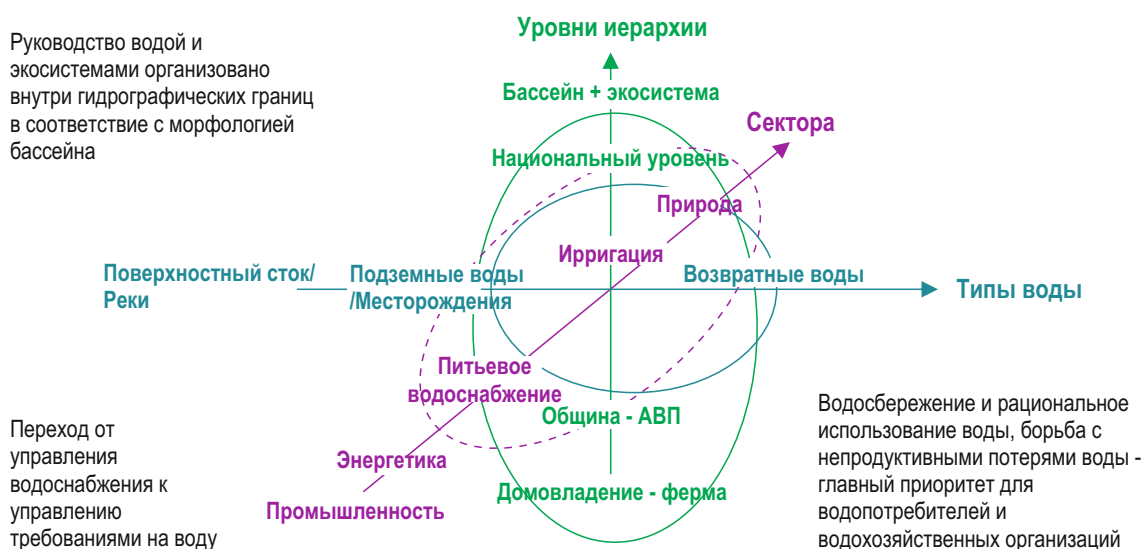 Уровни иерархии
Руководство водой и
экосистемами организовано
внутри гидрографических границ
в соответствие с морфологией
бассейна
Бассейн + экосистема
Сектора
Национальный уровень
Природа
Ирригация
Поверхностный сток/
Реки
Подземные воды
/Месторождения
Возвратные воды
Типы воды
Питьевое
водоснабжение
Община - АВП
Энергетика
Домовладение - ферма
Промышленность
Переход от
управления
водоснабжения к
управлению
требованиями на воду
Водосбережение и рациональное
использование воды, борьба с
непродуктивными потерями воды -
главный приоритет для
водопотребителей и
водохозяйственных организаций